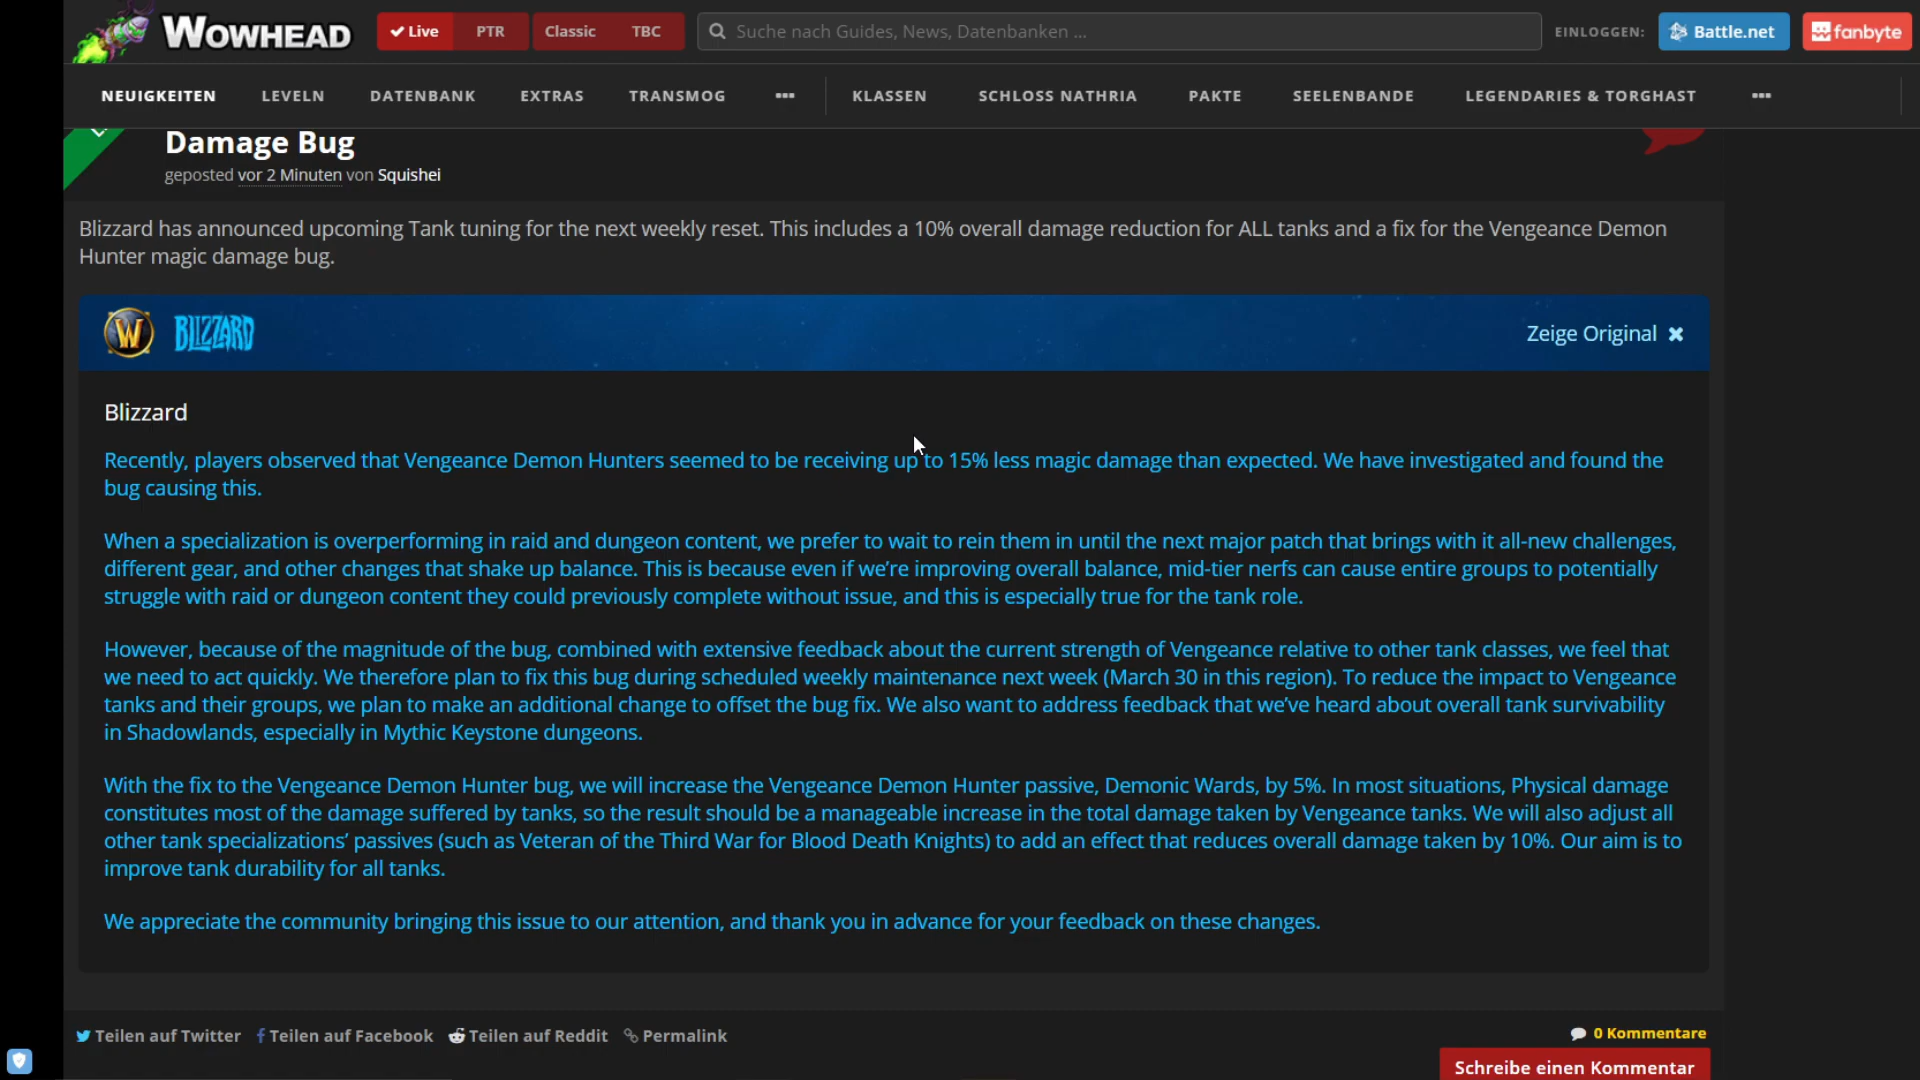 WOWHEAD
Live PTR Classic TBC Suche nach Guides, News, Datenbanken ... EINLOGGEN: Battle.net fanbyte
NEUIGKEITEN LEVELN DATENBANK EXTRAS TRANSMOG ••• KLASSEN SCHLOSS NATHRIA PAKTE SEELENBANDE LEGENDARIES & TORGHAST •••
Damage Bug
geposted vor 2 Minuten von Squishei
Blizzard has announced upcoming Tank tuning for the next weekly reset. This includes a 10% overall damage reduction for ALL tanks and a fix for the Vengeance Demon
Hunter magic damage bug.
W BLIZZARD Zeige Original
Blizzard
Recently, players observed that Vengeance Demon Hunters seemed to be receiving up to 15% less magic damage than expected. We have investigated and found the
bug causing this.
When a specialization is overperforming in raid and dungeon content, we prefer to wait to rein them in until the next major patch that brings with it all-new challenges,
different gear, and other changes that shake up balance. This is because even if we’re improving overall balance, mid-tier nerfs can cause entire groups to potentially
struggle with raid or dungeon content they could previously complete without issue, and this is especially true for the tank role.
However, because of the magnitude of the bug, combined with extensive feedback about the current strength of Vengeance relative to other tank classes, we feel that
we need to act quickly. We therefore plan to fix this bug during scheduled weekly maintenance next week (March 30 in this region). To reduce the impact to Vengeance
tanks and their groups, we plan to make an additional change to offset the bug fix. We also want to address feedback that we’ve heard about overall tank survivability
in Shadowlands, especially in Mythic Keystone dungeons.
With the fix to the Vengeance Demon Hunter bug, we will increase the Vengeance Demon Hunter passive, Demonic Wards, by 5%. In most situations, Physical damage
constitutes most of the damage suffered by tanks, so the result should be a manageable increase in the total damage taken by Vengeance tanks. We will also adjust all
other tank specializations’ passives (such as Veteran of the Third War for Blood Death Knights) to add an effect that reduces overall damage taken by 10%. Our aim is to
improve tank durability for all tanks.
We appreciate the community bringing this issue to our attention, and thank you in advance for your feedback on these changes.
Teilen auf Twitter Teilen auf Facebook Teilen auf Reddit Permalink 0 Kommentare
Schreibe einen Kommentar